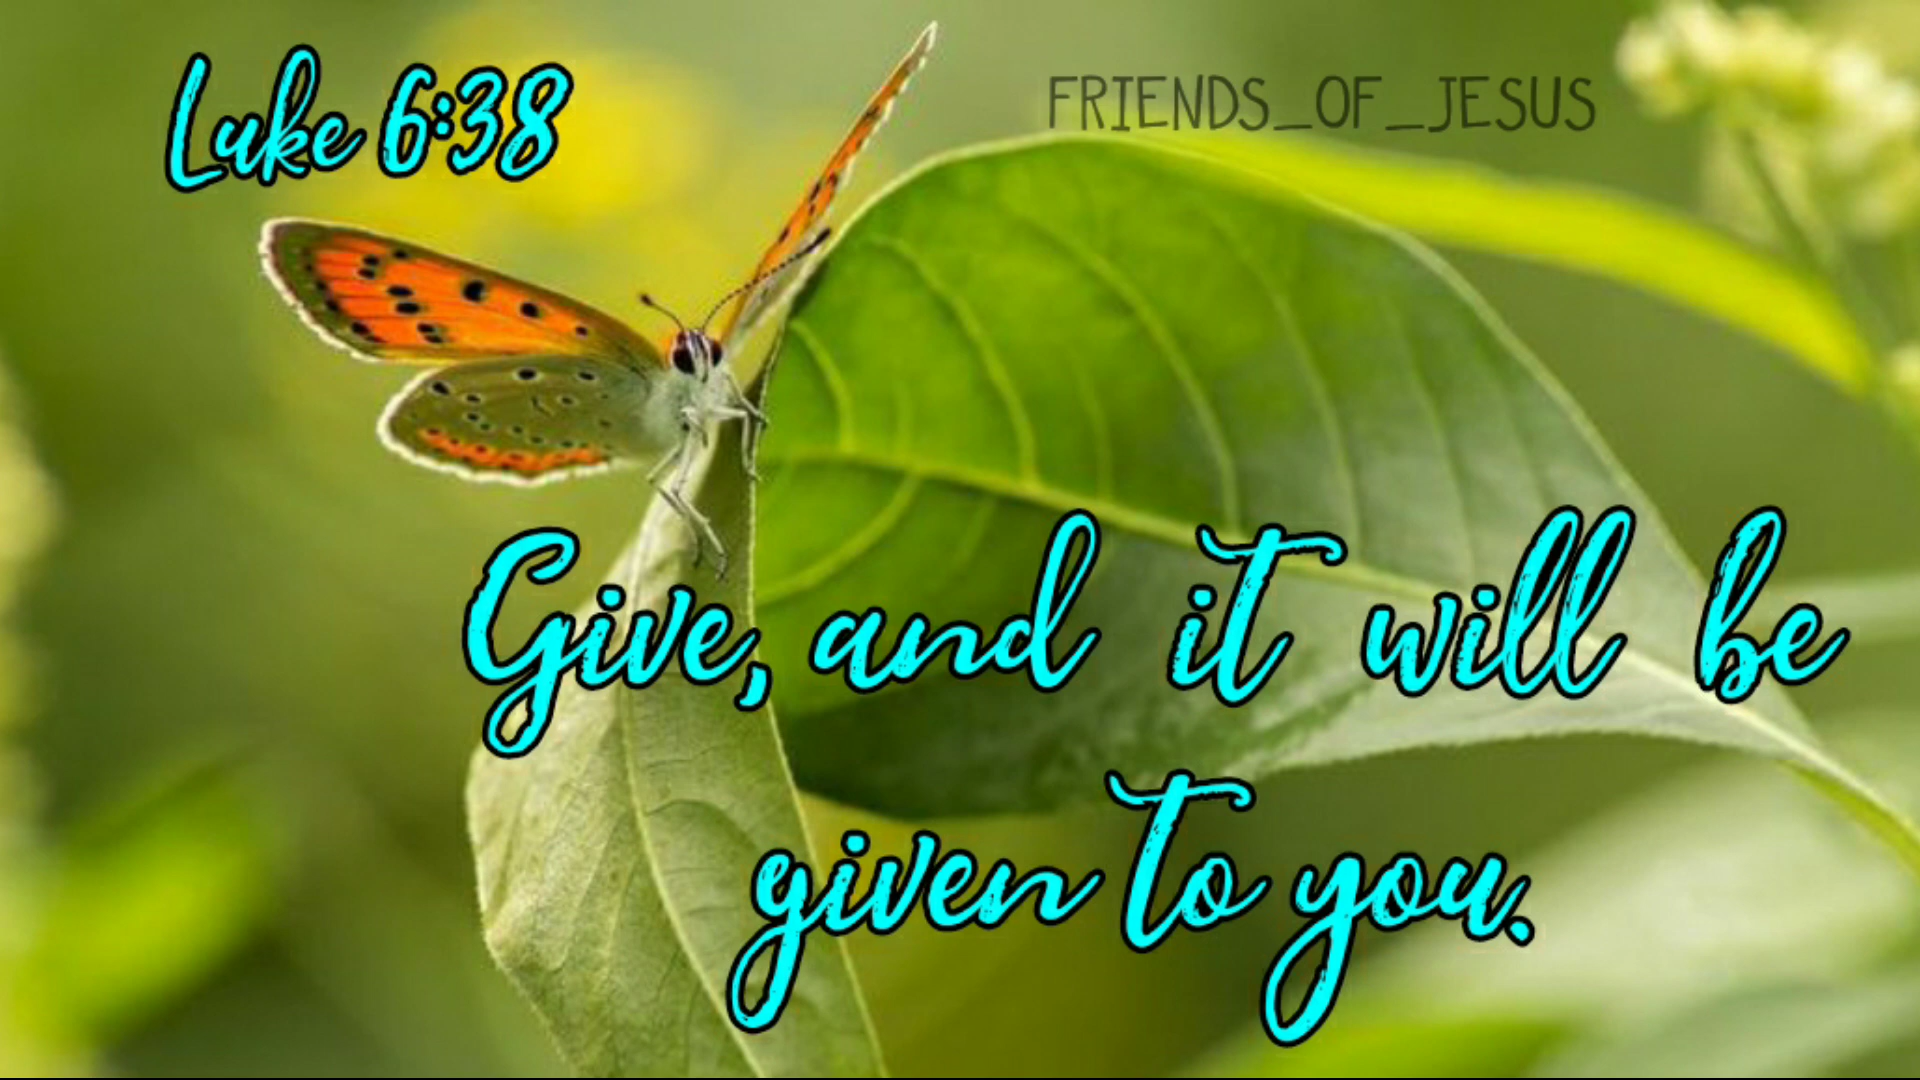 Luke 6:38
FRIENDS_OF_JESUS
Give, and it will be
given to you.